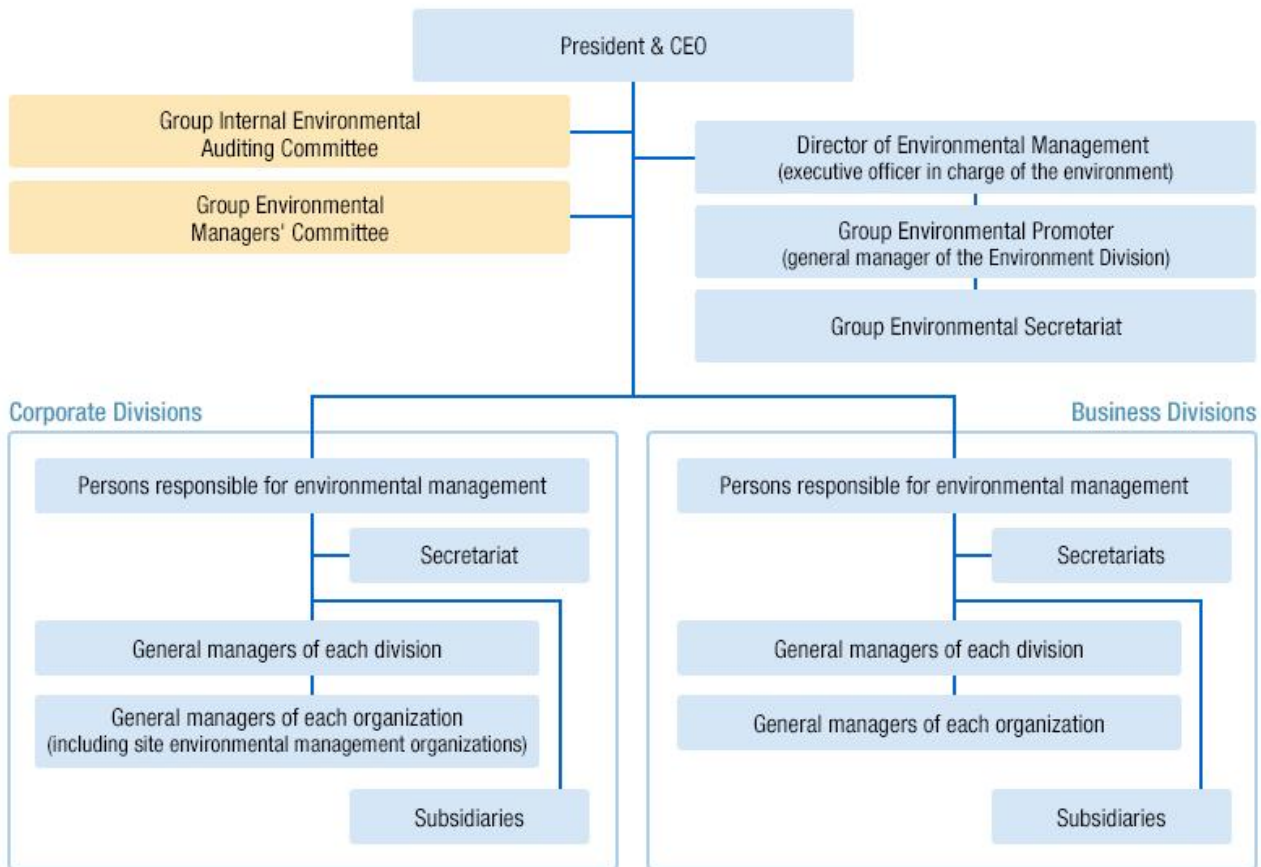 President & CEO
Group Internal Environmental
Auditing Committee
Group Environmental
Managers' Committee
Director of Environmental Management
(executive officer in charge of the environment)
Group Environmental Promoter
(general manager of the Environment Division)
Group Environmental Secretariat
Corporate Divisions
Persons responsible for environmental management
Secretariat
General managers of each division
General managers of each organization
(including site environmental management organizations)
Subsidiaries
Business Divisions
Persons responsible for environmental management
Secretariats
General managers of each division
General managers of each organization
Subsidiaries